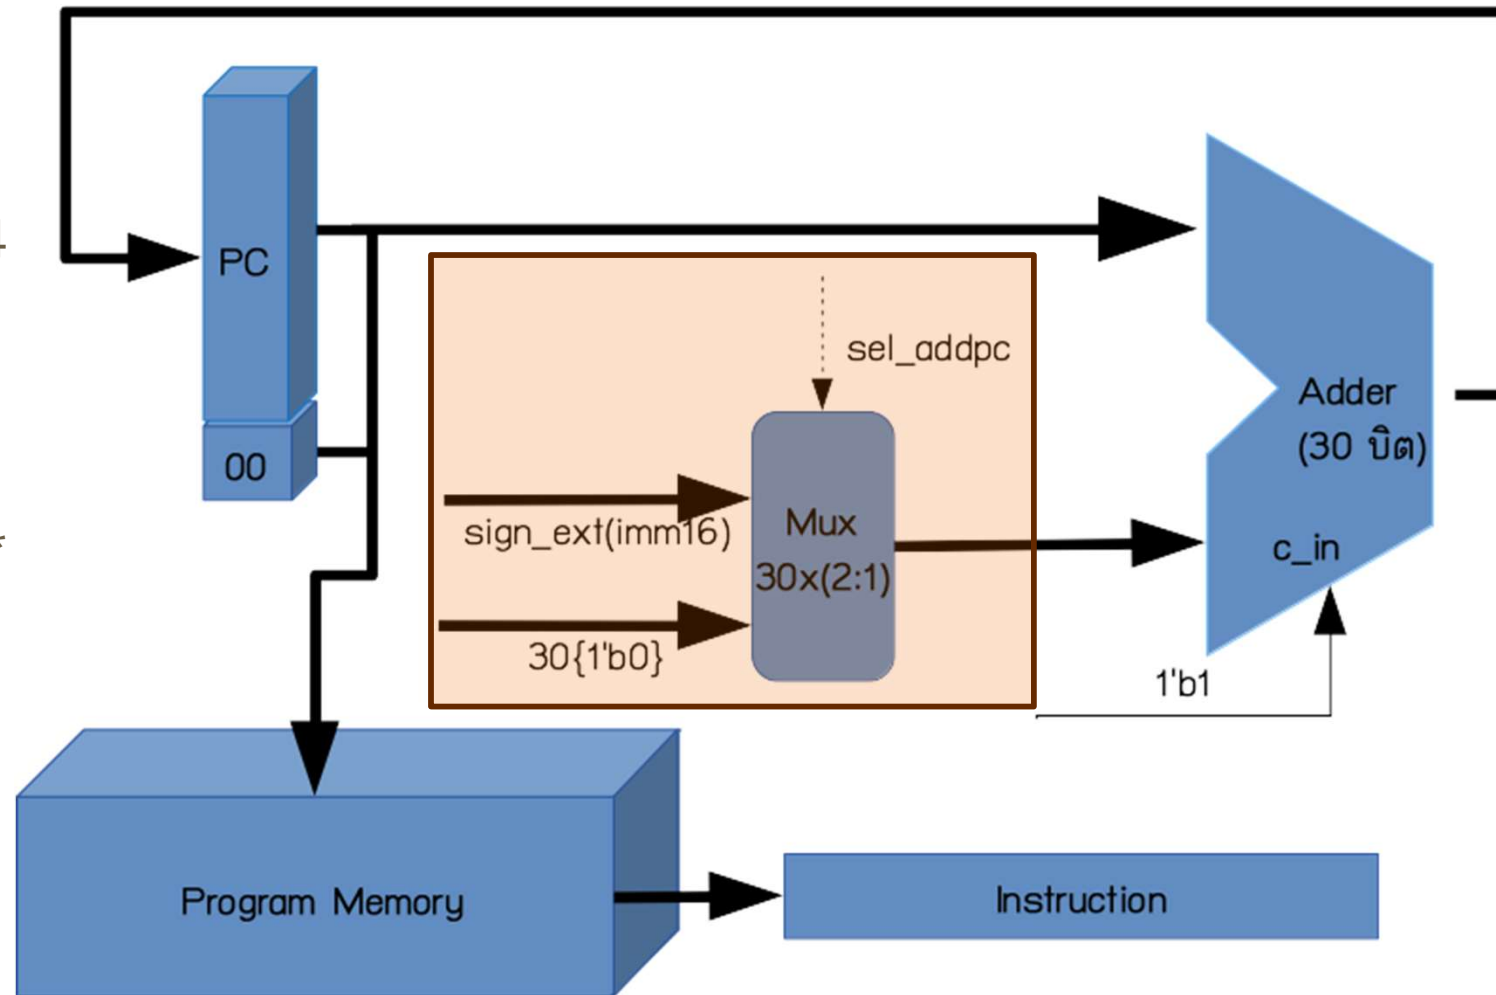 PC
00
sel_addpc
sign_ext(imm16)
30{1'b0}
Mux
30x(2:1)
Adder
(30 บิต)
c_in
1'b1
Program Memory
Instruction